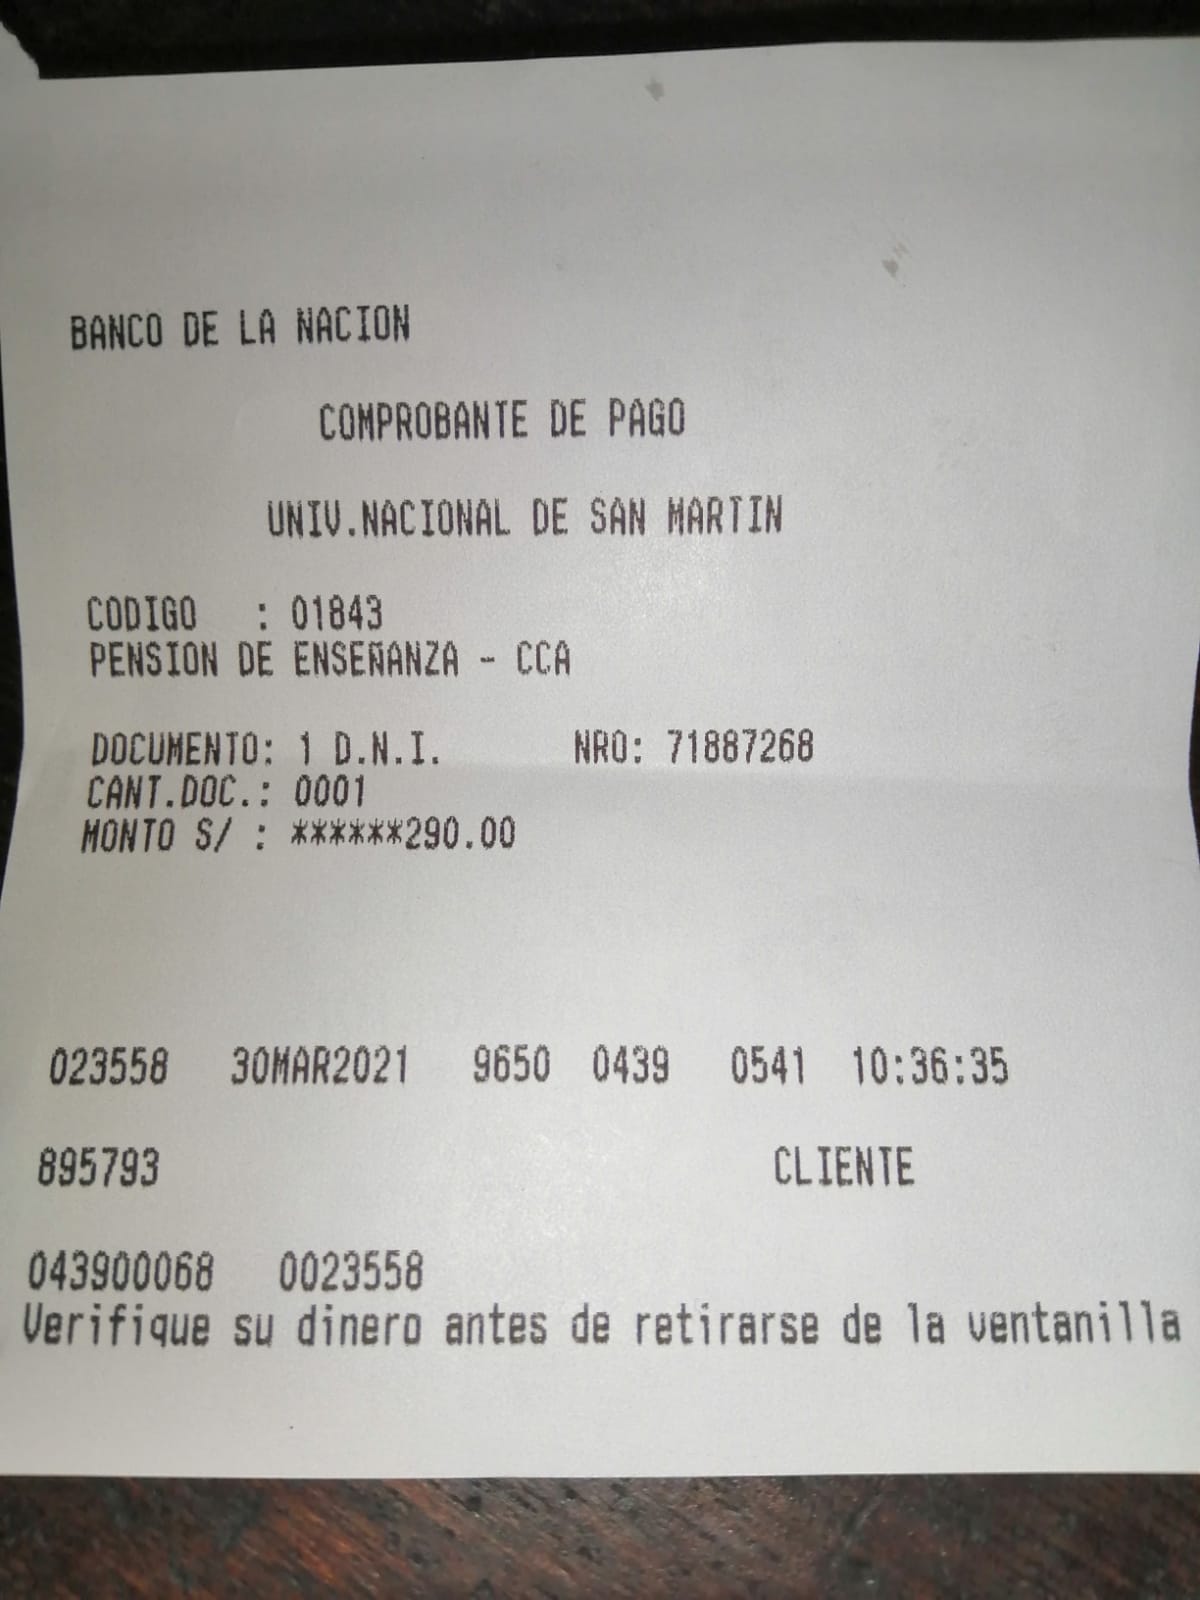 BANCO DE LA NACION
COMPROBANTE DE PAGO
UNIV.NACIONAL DE SAN MARTIN
CODIGO : 01843
PENSION DE ENSEÑANZA - CCA
DOCUMENTO: 1 D.N.I. NRO: 71887268
CANT.DOC.: 0001
MONTO S/ : ******290.00
023558 30MAR2021 9650 0439 0541 10:36:35
895793 CLIENTE
043900068 0023558
Verifique su dinero antes de retirarse de la ventanilla